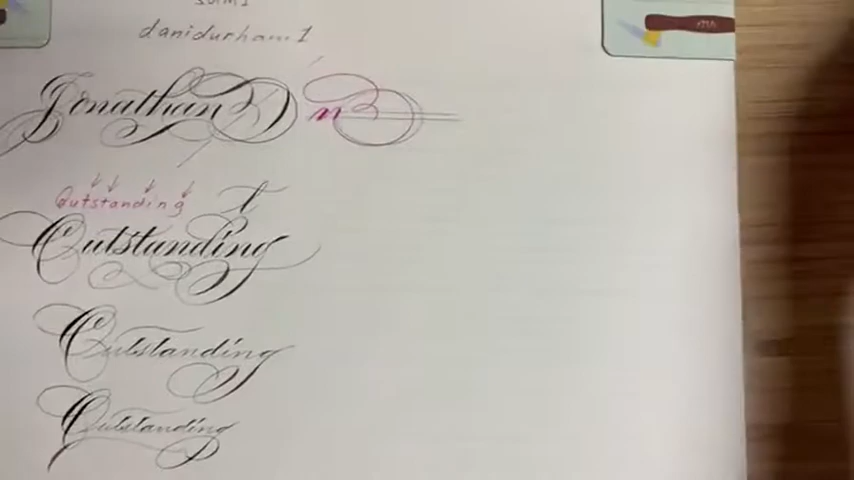 danidurham1
Jonathan D n
Outstanding t
Outstanding
Outstanding
Outstanding